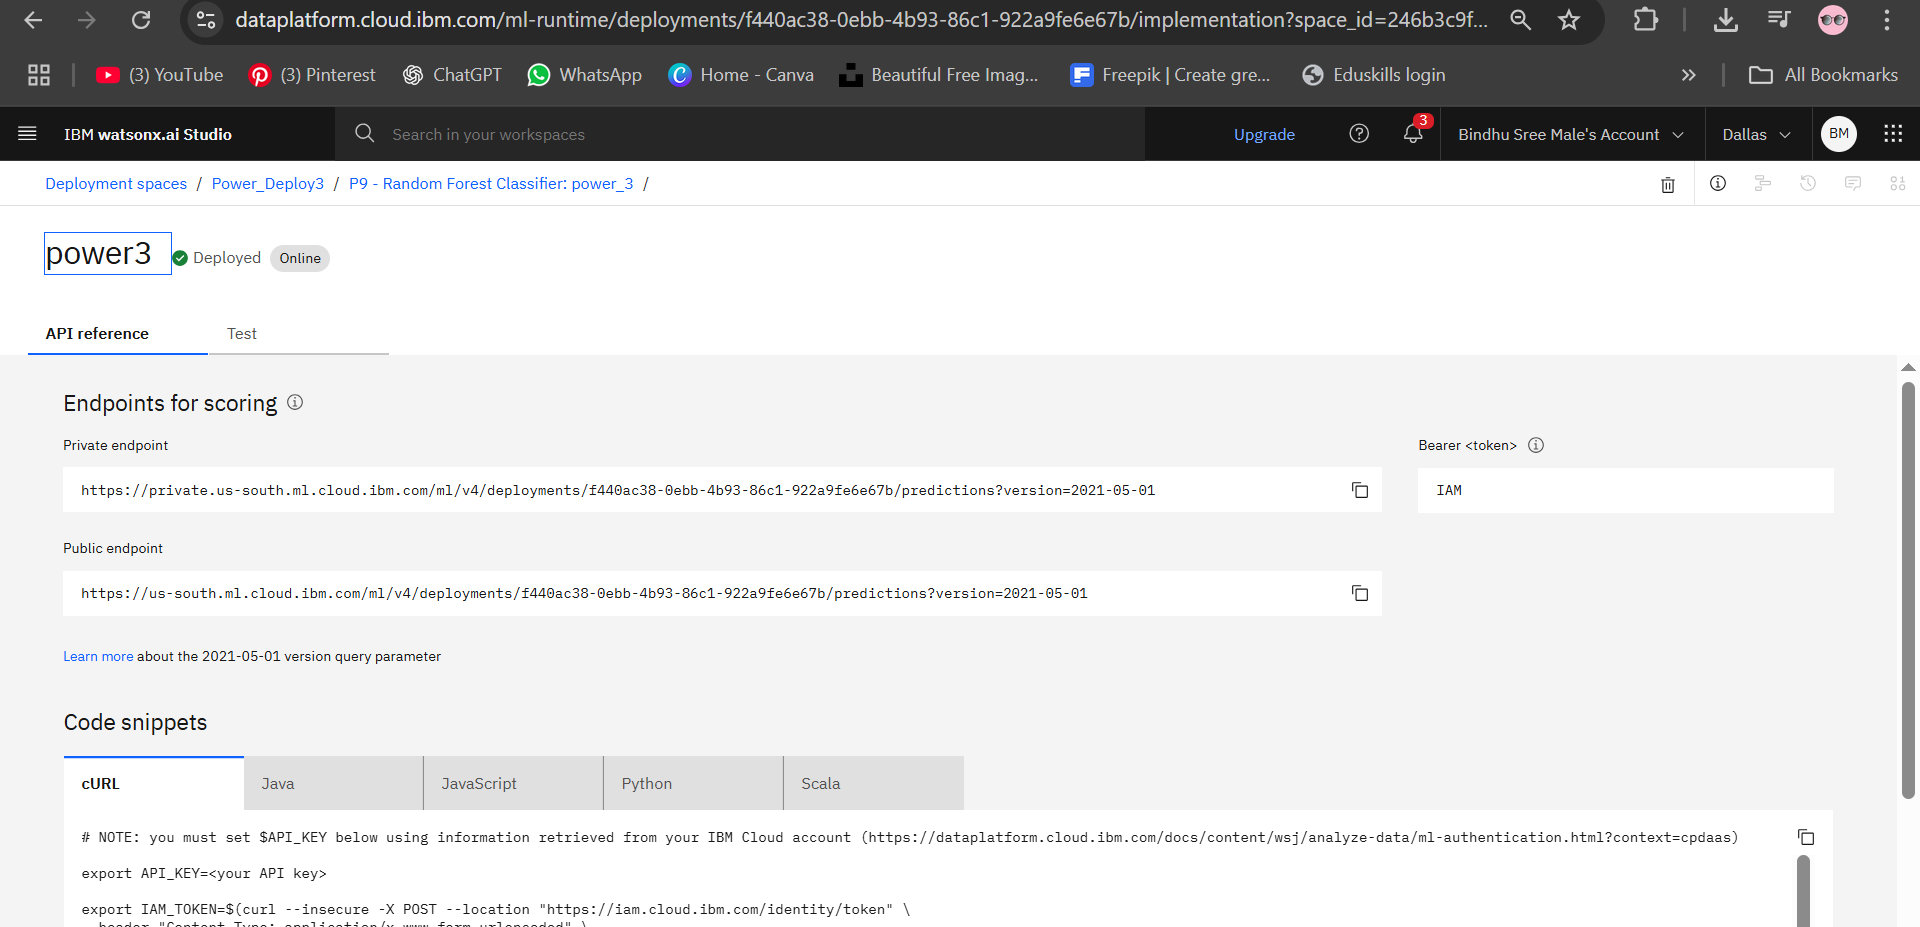 dataplatform.cloud.ibm.com/ml-runtime/deployments/f440ac38-0ebb-4b93-86c1-922a9fe6e67b/implementation?space_id=246b3c9f...
(3) YouTube (3) Pinterest ChatGPT WhatsApp Home - Canva Beautiful Free Imag... Freepik | Create gre... Eduskills login » All Bookmarks
IBM watsonx.ai Studio Search in your workspaces Upgrade 3 Bindhu Sree Male's Account Dallas BM
Deployment spaces / Power_Deploy3 / P9 - Random Forest Classifier: power_3 /
power3 Deployed Online
API reference Test
Endpoints for scoring
Private endpoint Bearer <token>
https://private.us-south.ml.cloud.ibm.com/ml/v4/deployments/f440ac38-0ebb-4b93-86c1-922a9fe6e67b/predictions?version=2021-05-01 IAM
Public endpoint
https://us-south.ml.cloud.ibm.com/ml/v4/deployments/f440ac38-0ebb-4b93-86c1-922a9fe6e67b/predictions?version=2021-05-01
Learn more about the 2021-05-01 version query parameter
Code snippets
cURL Java JavaScript Python Scala
# NOTE: you must set $API_KEY below using information retrieved from your IBM Cloud account (https://dataplatform.cloud.ibm.com/docs/content/wsj/analyze-data/ml-authentication.html?context=cpdaas)
export API_KEY=<your API key>
export IAM_TOKEN=$(curl --insecure -X POST --location "https://iam.cloud.ibm.com/identity/token" \
--header "Content-Type: application/x-www-form-urlencoded" \